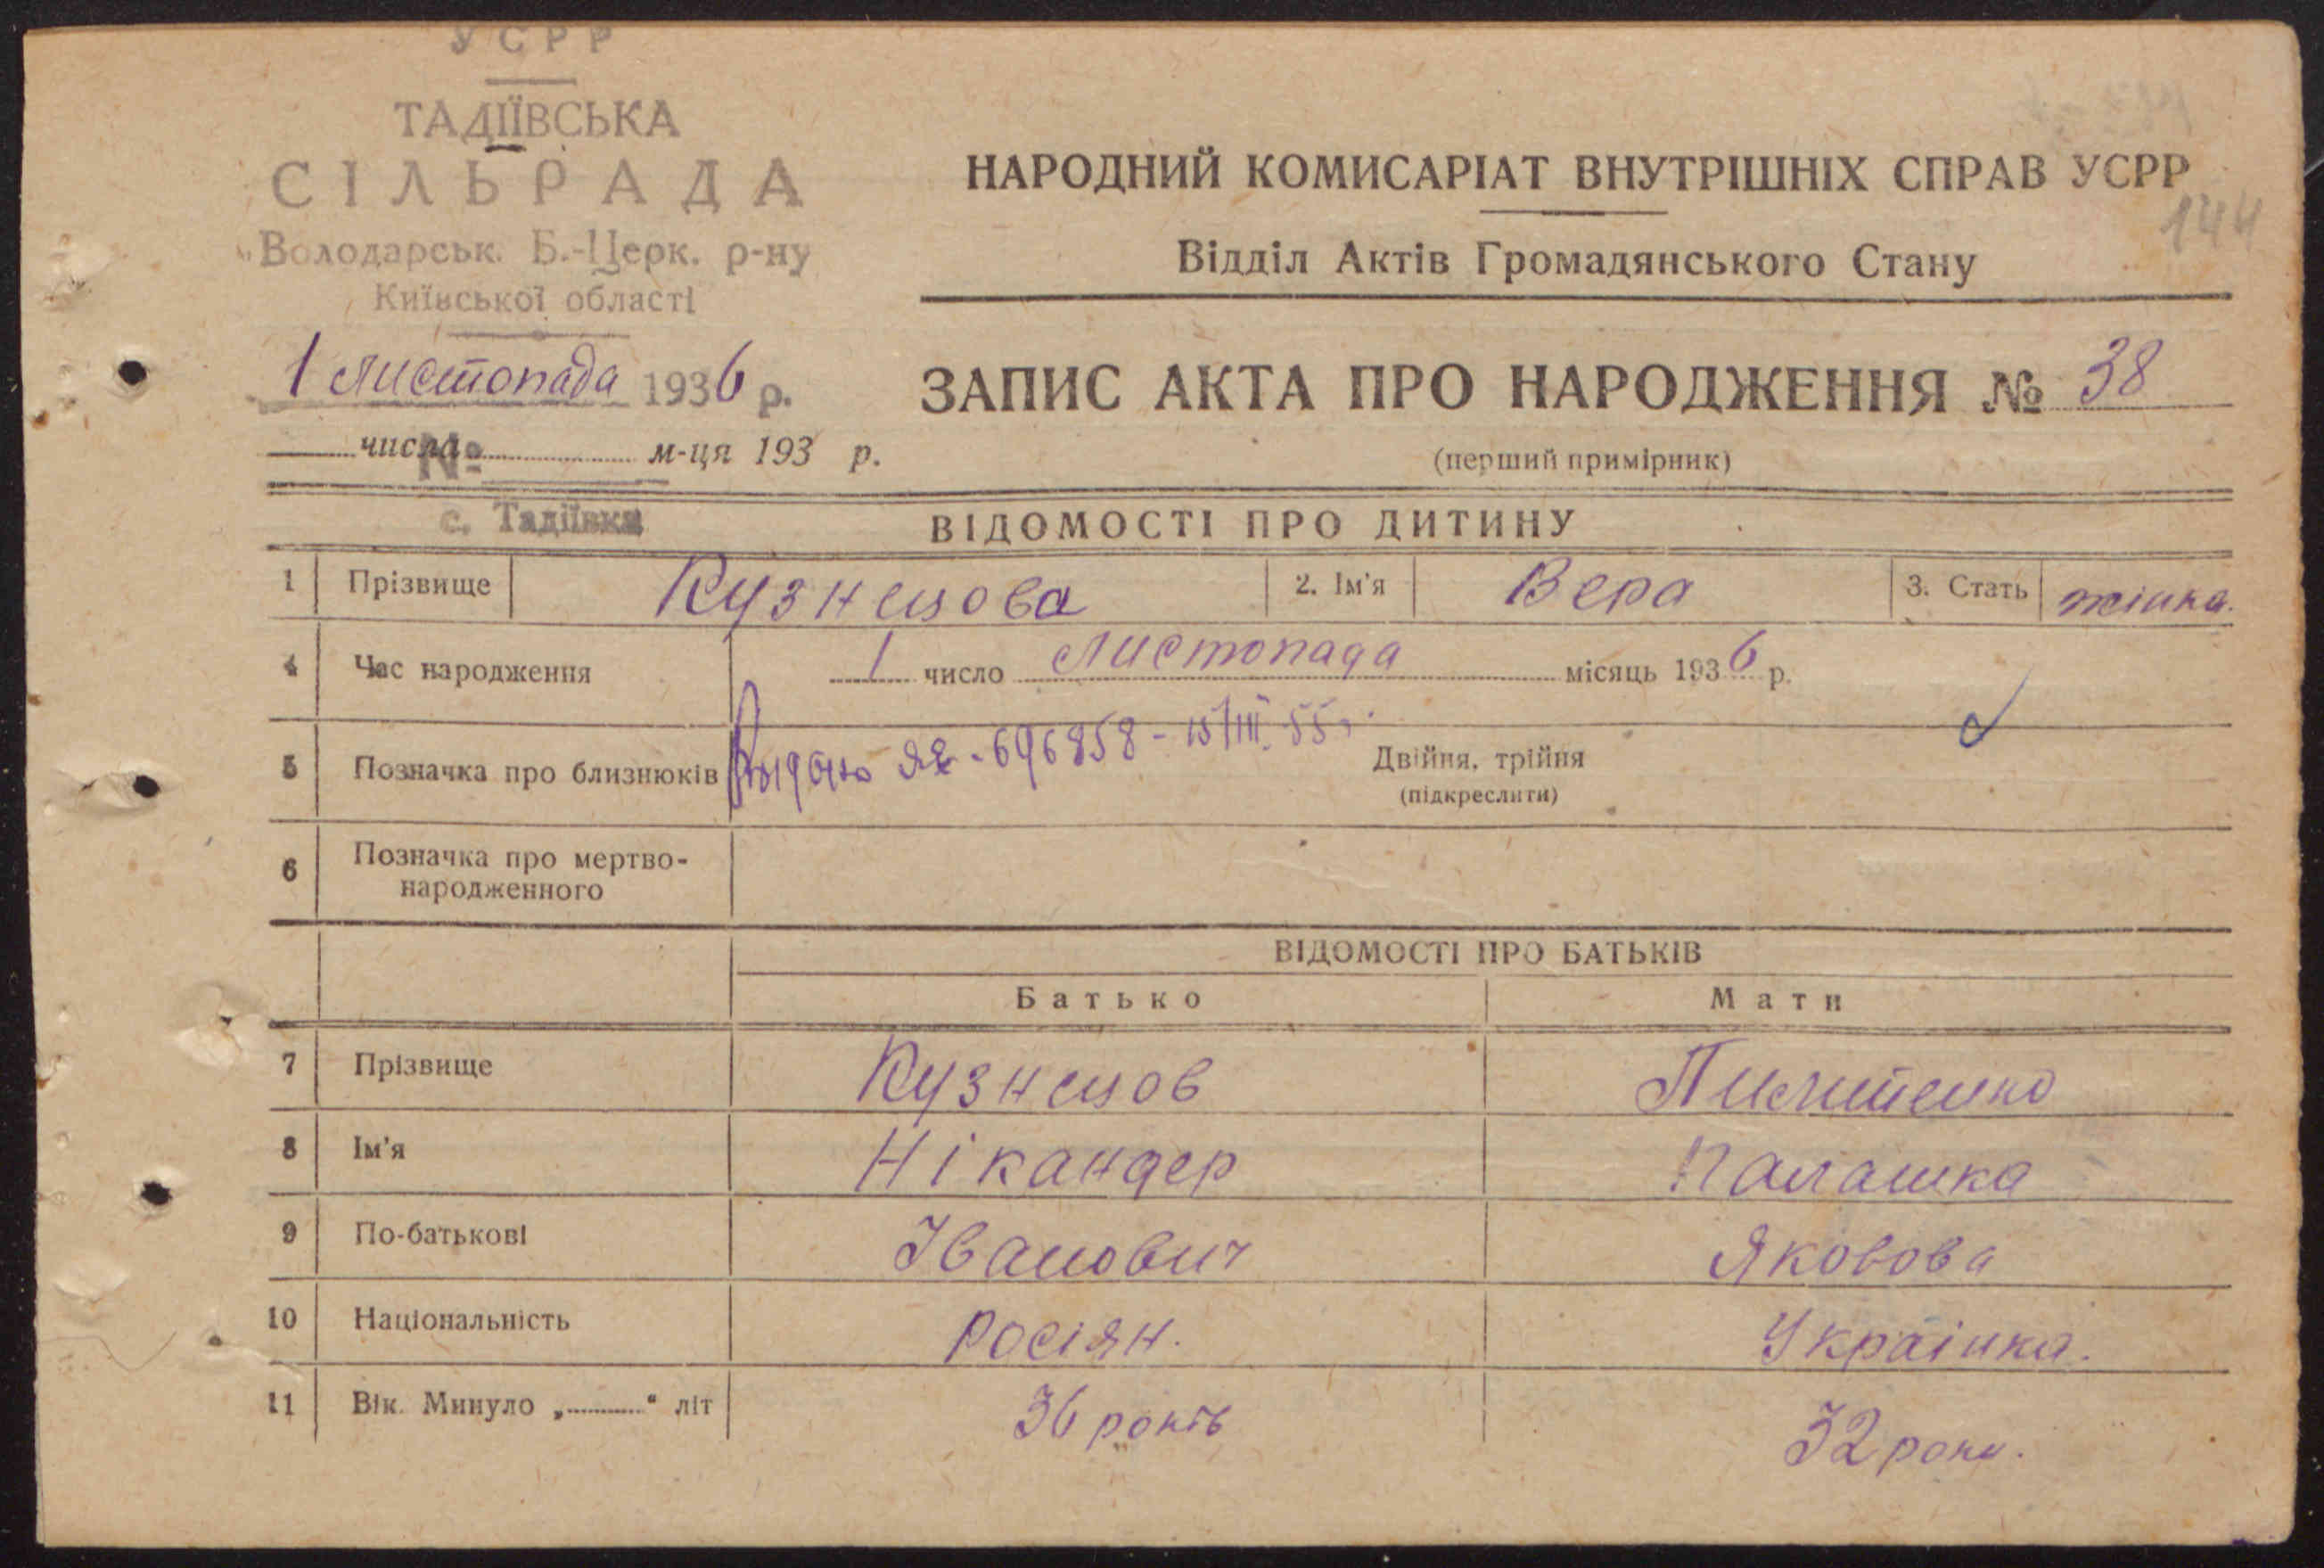 УСРР
ТАДІЇВСЬКА
СІЛЬРАДА
Володарськ. Б.-Церк. р-ну
Київської області
1 листопада 1936 р.
числа м-ця 193 р.
№
с. Тадіївка
НАРОДНИЙ КОМИСАРІАТ ВНУТРІШНІХ СПРАВ УСРР
144
Відділ Актів Громадянського Стану
ЗАПИС АКТА ПРО НАРОДЖЕННЯ № 38
(перший примірник)
ВІДОМОСТІ ПРО ДИТИНУ
1 Прізвище Кузнецова 2. Ім'я Вера 3. Стать жінка.
4 Час народження 1 число листопада місяць 1936 р.
5 Позначка про близнюків 696858 - 15/III 55 Двійня, трійня
(підкреслити)
6 Позначка про мертво-
народженного
ВІДОМОСТІ ПРО БАТЬКІВ
Батько Мати
7 Прізвище Кузнецов Пилипенко
8 Ім'я Нікандер Палашка
9 По-батькові Іванович Яковова
10 Національність росіян. Українка.
11 Вік. Минуло „ “ літ 36 років 32 роки.